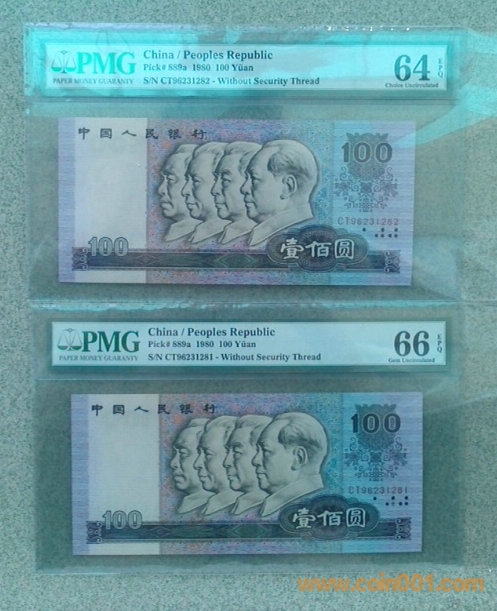 PMG
PAPER MONEY GUARANTY
China / Peoples Republic
Pick# 889a 1980 100 Yüan
S/N CT96231282 - Without Security Thread
64 EPQ
Choice Uncirculated
中国人民银行
100
CT96231282
100
壹佰圆
PMG
PAPER MONEY GUARANTY
China / Peoples Republic
Pick# 889a 1980 100 Yüan
S/N CT96231281 - Without Security Thread
66 EPQ
Gem Uncirculated
中国人民银行
100
CT96231281
100
壹佰圆
www.coin001.com